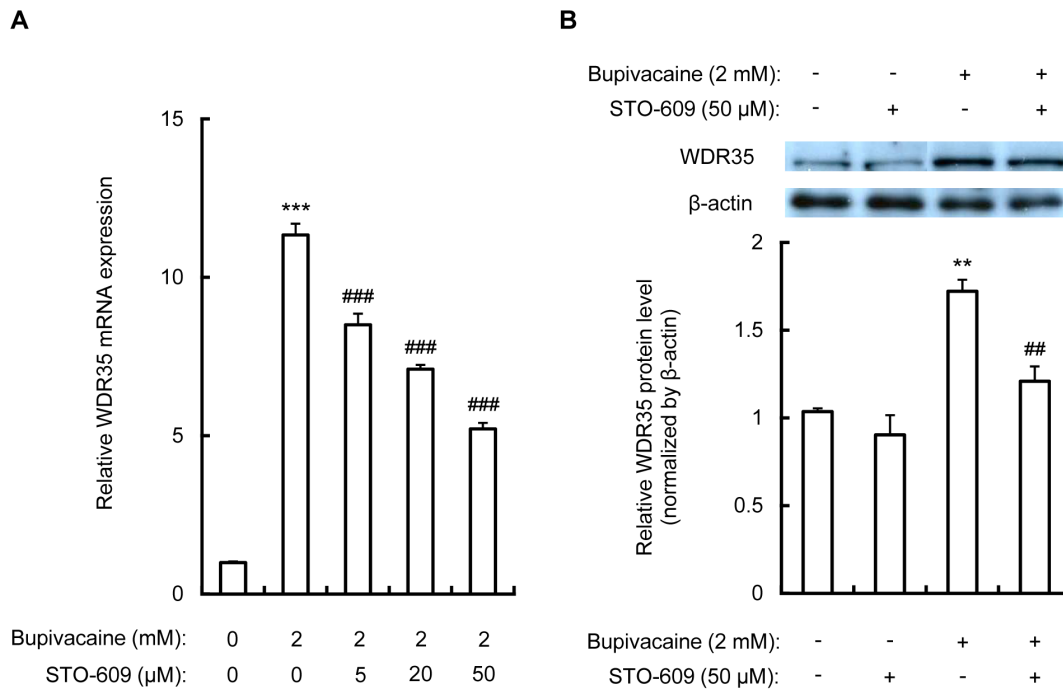 A
Relative WDR35 mRNA expression
15
10
5
0
***
###
###
###
Bupivacaine (mM): 0 2 2 2 2
STO-609 (µM): 0 0 5 20 50
B
Bupivacaine (2 mM): - - + +
STO-609 (50 µM): - + - +
WDR35
β-actin
Relative WDR35 protein level
(normalized by β-actin)
2
1.5
1
0.5
0
**
##
Bupivacaine (2 mM): - - + +
STO-609 (50 µM): - + - +